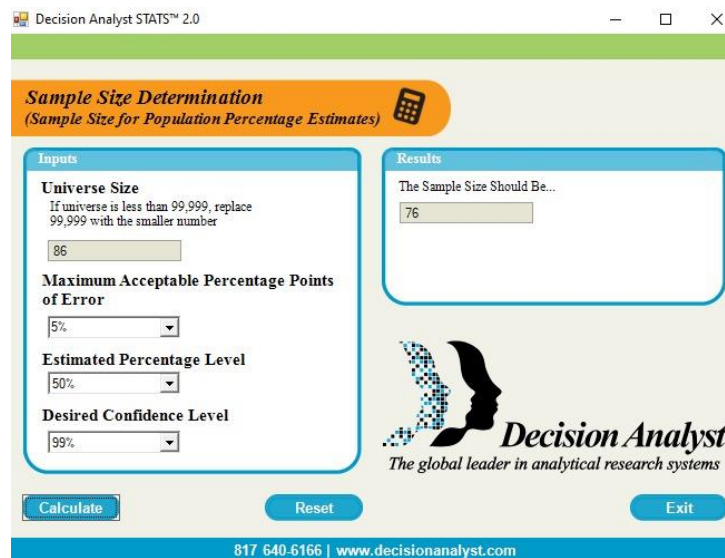 Decision Analyst STATS™ 2.0
Sample Size Determination
(Sample Size for Population Percentage Estimates)
Inputs
Universe Size
If universe is less than 99,999, replace
99,999 with the smaller number
86
Maximum Acceptable Percentage Points
of Error
5%
Estimated Percentage Level
50%
Desired Confidence Level
99%
Results
The Sample Size Should Be...
76
Decision Analyst
The global leader in analytical research systems
Calculate
Reset
Exit
817 640-6166 | www.decisionanalyst.com